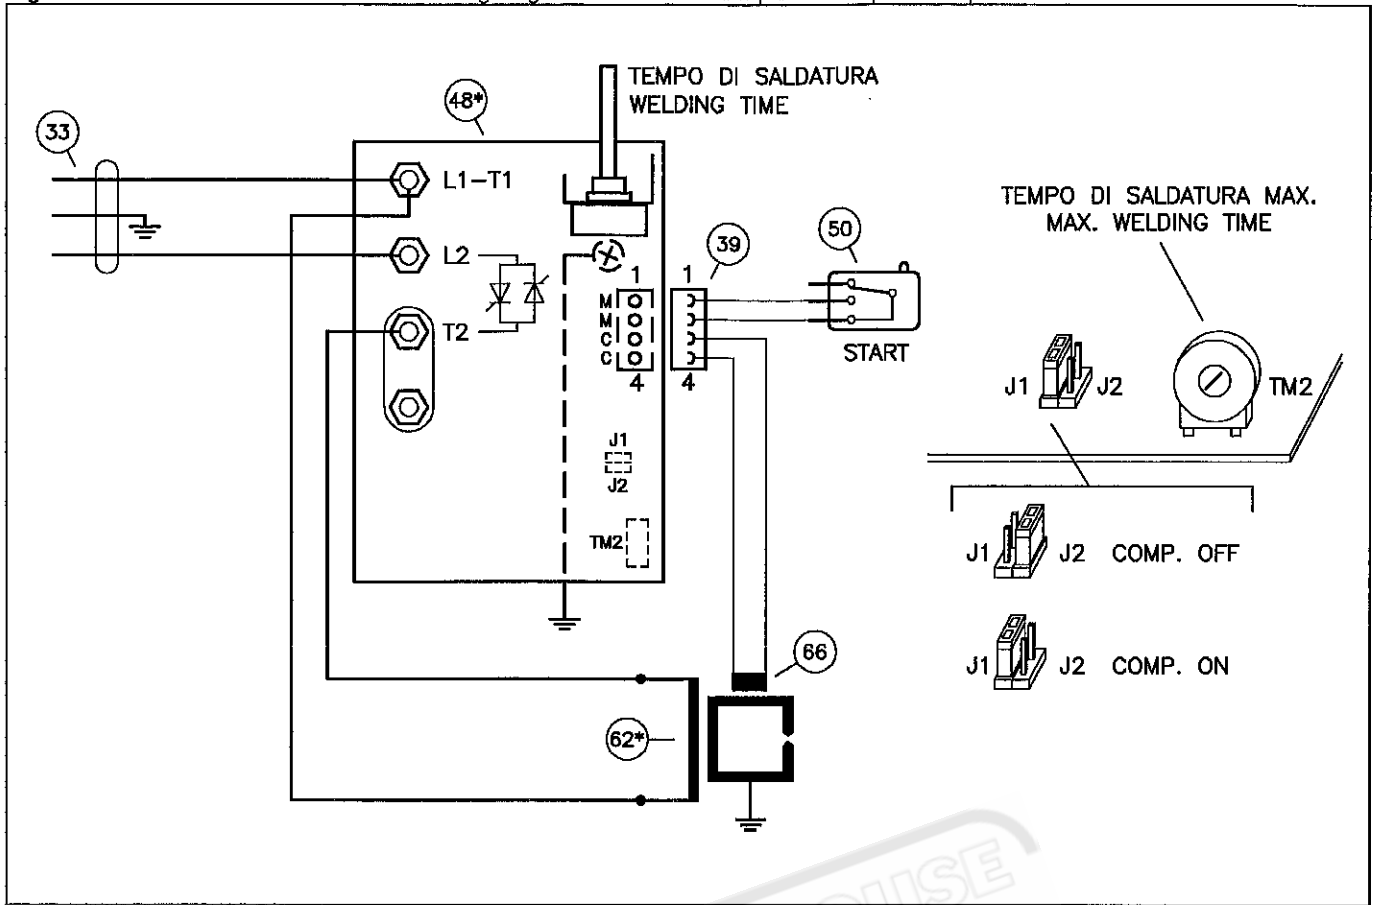 TEMPO DI SALDATURA
WELDING TIME
48*
33
L1-T1
L2
T2
1
M
M
C
C
4
1
4
39
50
START
J1
J2
TM2
66
62*
TEMPO DI SALDATURA MAX.
MAX. WELDING TIME
J1
J2
TM2
J1 J2 COMP. OFF
J1 J2 COMP. ON
OUSE